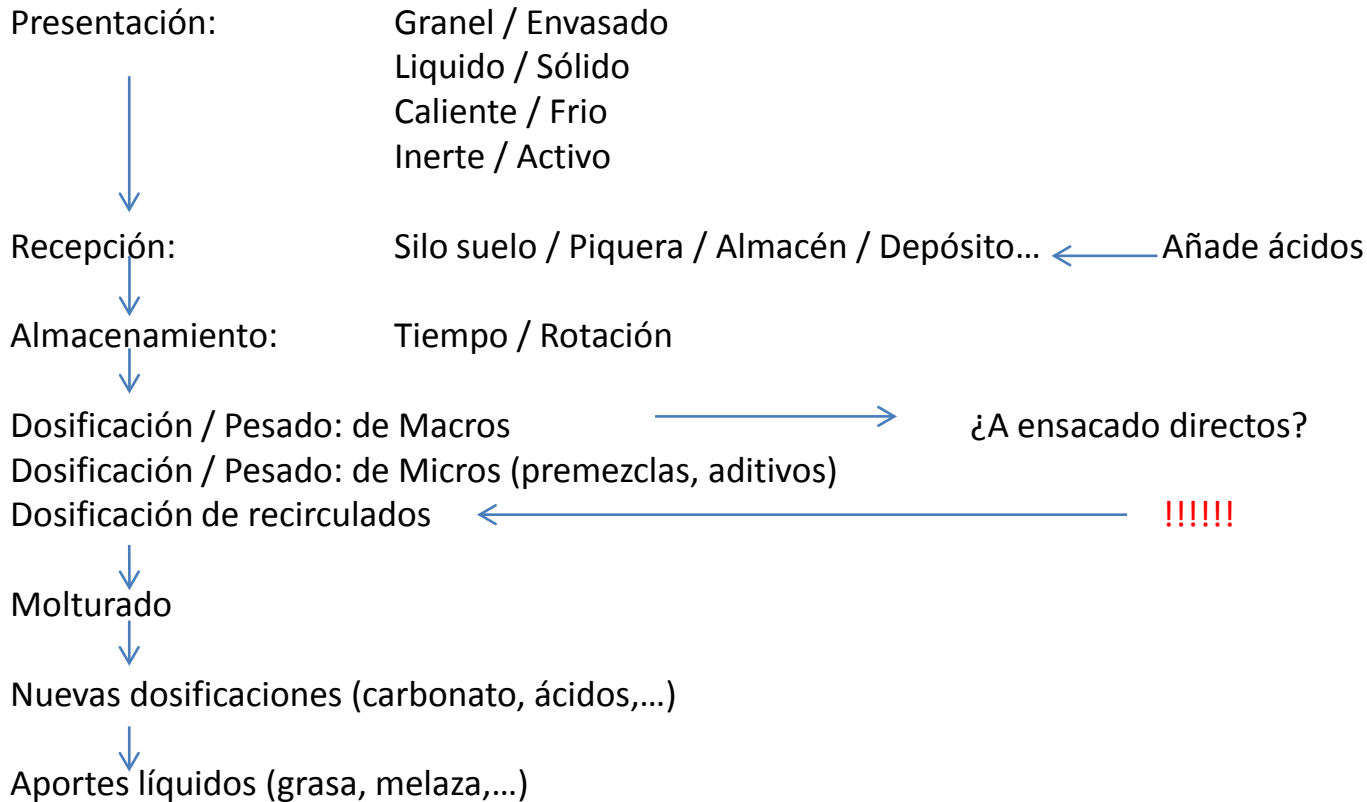 Presentación: Granel / Envasado
Liquido / Sólido
Caliente / Frio
Inerte / Activo
Recepción: Silo suelo / Piquera / Almacén / Depósito… Añade ácidos
Almacenamiento: Tiempo / Rotación
Dosificación / Pesado: de Macros ¿A ensacado directos?
Dosificación / Pesado: de Micros (premezclas, aditivos)
Dosificación de recirculados !!!!!!
Molturado
Nuevas dosificaciones (carbonato, ácidos,…)
Aportes líquidos (grasa, melaza,…)